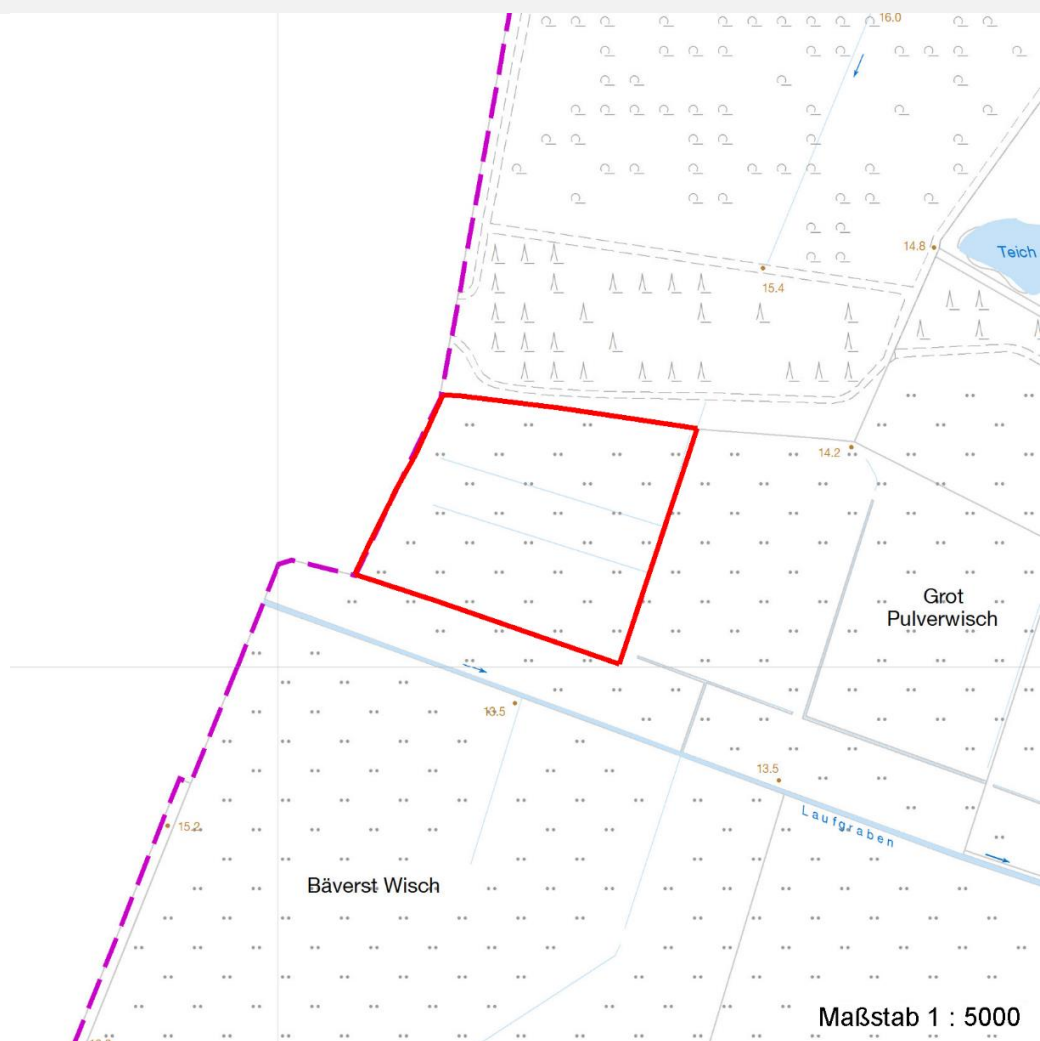 16.0
14.8
Teich
15.4
14.2
Grot
Pulverwisch
13.5
13.5
15.2
Laufgraben
Bäverst Wisch
Maßstab 1 : 5000